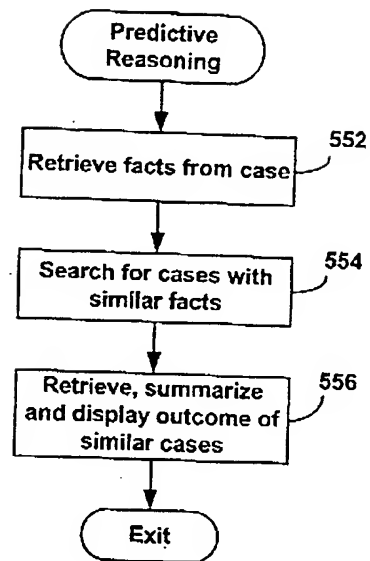 Predictive
Reasoning
552
Retrieve facts from case
554
Search for cases with
similar facts
556
Retrieve, summarize
and display outcome of
similar cases
Exit